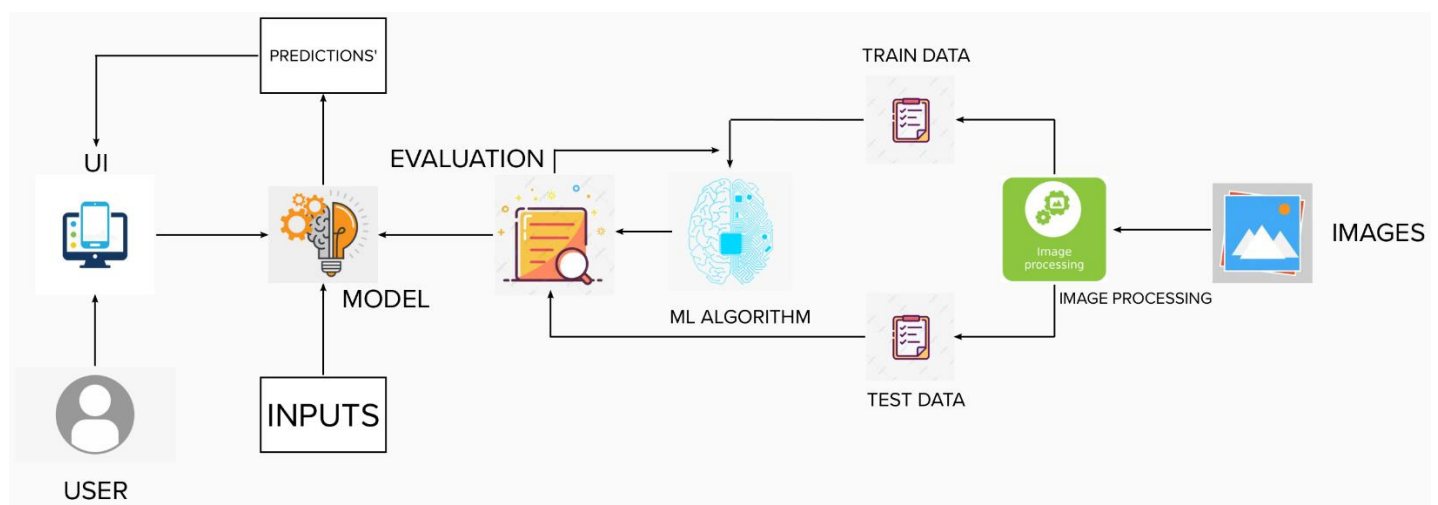 PREDICTIONS'
TRAIN DATA
UI
EVALUATION
Image
processing
IMAGES
MODEL
ML ALGORITHM
IMAGE PROCESSING
INPUTS
TEST DATA
USER